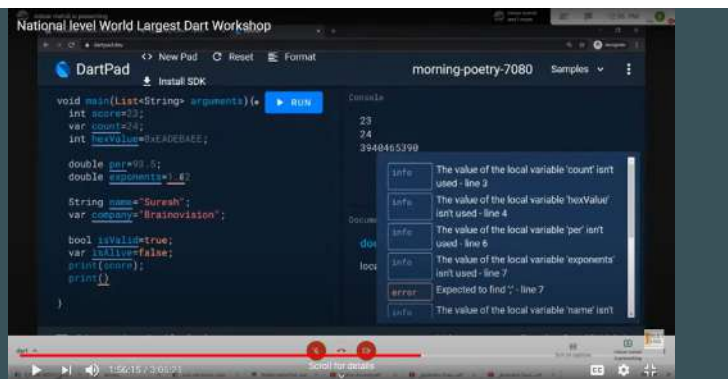 National level World Largest Dart Workshop
<> New Pad C Reset Format
DartPad
Install SDK
morning-poetry-7080 Samples
void main(List<String> arguments){
RUN
Console
int score=23;
var count=24;
int hexValue=0xEADEBAEE;
23
24
3940465390
double per=93.5;
double exponents=1.42
String name="Suresh";
var company="Brainovision";
bool isValid=true;
var isAlive=false;
print(score);
print()
}
info The value of the local variable 'count' isn't
used - line 3
info The value of the local variable 'hexValue'
isn't used - line 4
info The value of the local variable 'per' isn't
used - line 6
info The value of the local variable 'exponents'
isn't used - line 7
error Expected to find ';' - line 7
info The value of the local variable 'name' isn't
dart
1:56:15 / 3:05:21
Scroll for details
CC